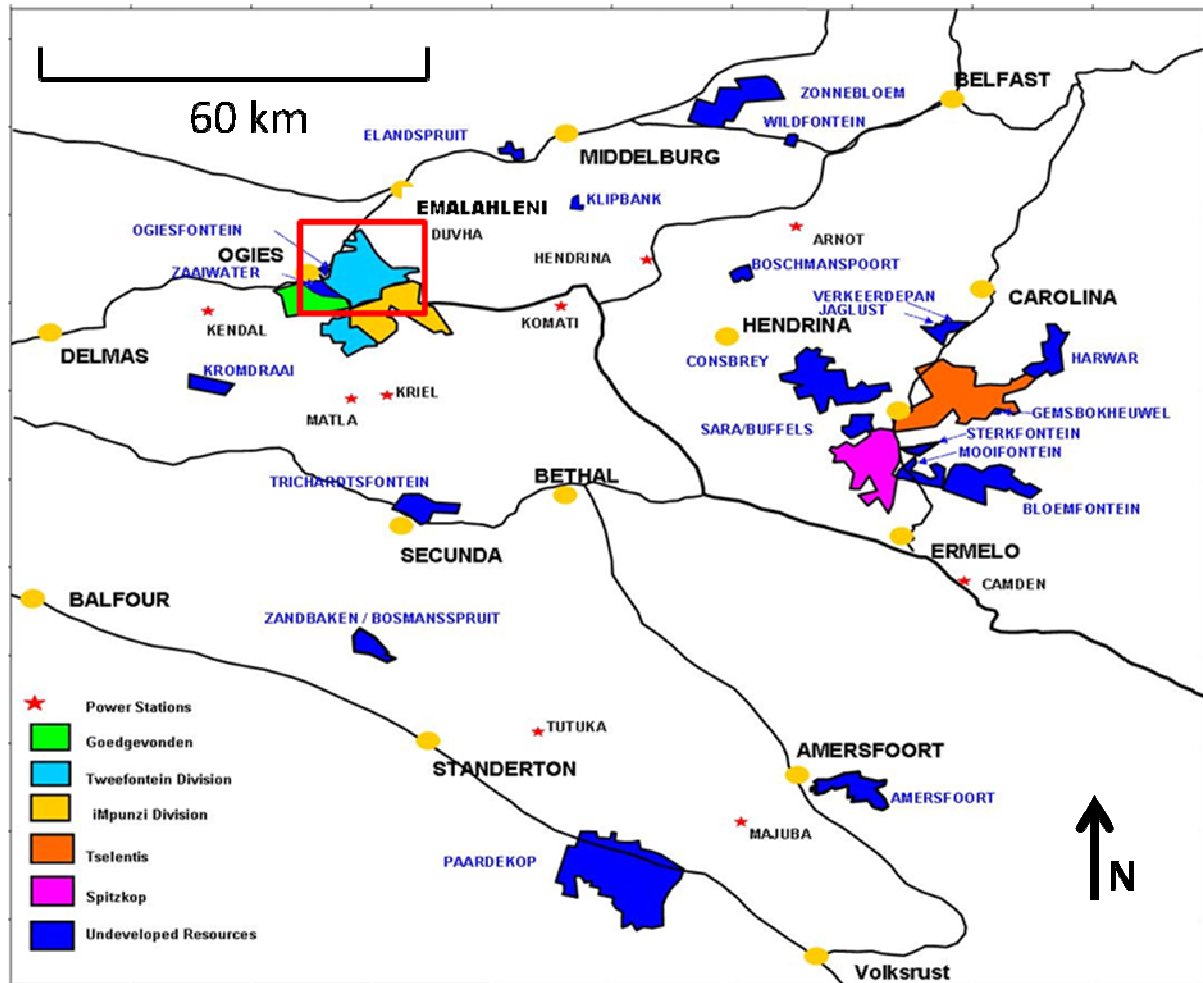 60 km
BELFAST
ZONNEBLOEM
WILDFONTEIN
ELANDSPRUIT
MIDDELBURG
EMALAHLENI
KLIPBANK
OGIESFONTEIN
DUVHA
ARNOT
OGIES
HENDRINA
BOSCHMANSPOORT
ZAAIWATER
VERKEERDEPAN
JAGLUST
CAROLINA
KENDAL
KOMATI
HENDRINA
DELMAS
CONSBREY
HARWAR
KROMDRAAI
KRIEL
MATLA
GEMSBOKHEUWEL
SARA/BUFFELS
STERKFONTEIN
MOOIFONTEIN
TRICHARDTSFONTEIN
BETHAL
BLOEMFONTEIN
SECUNDA
ERMELO
CAMDEN
BALFOUR
ZANDBAKEN / BOSMANSSPRUIT
Power Stations
Goedgevonden
Tweefontein Division
iMpunzi Division
Tselentis
Spitzkop
Undeveloped Resources
TUTUKA
STANDERTON
AMERSFOORT
AMERSFOORT
MAJUBA
PAARDEKOP
N
Volksrust